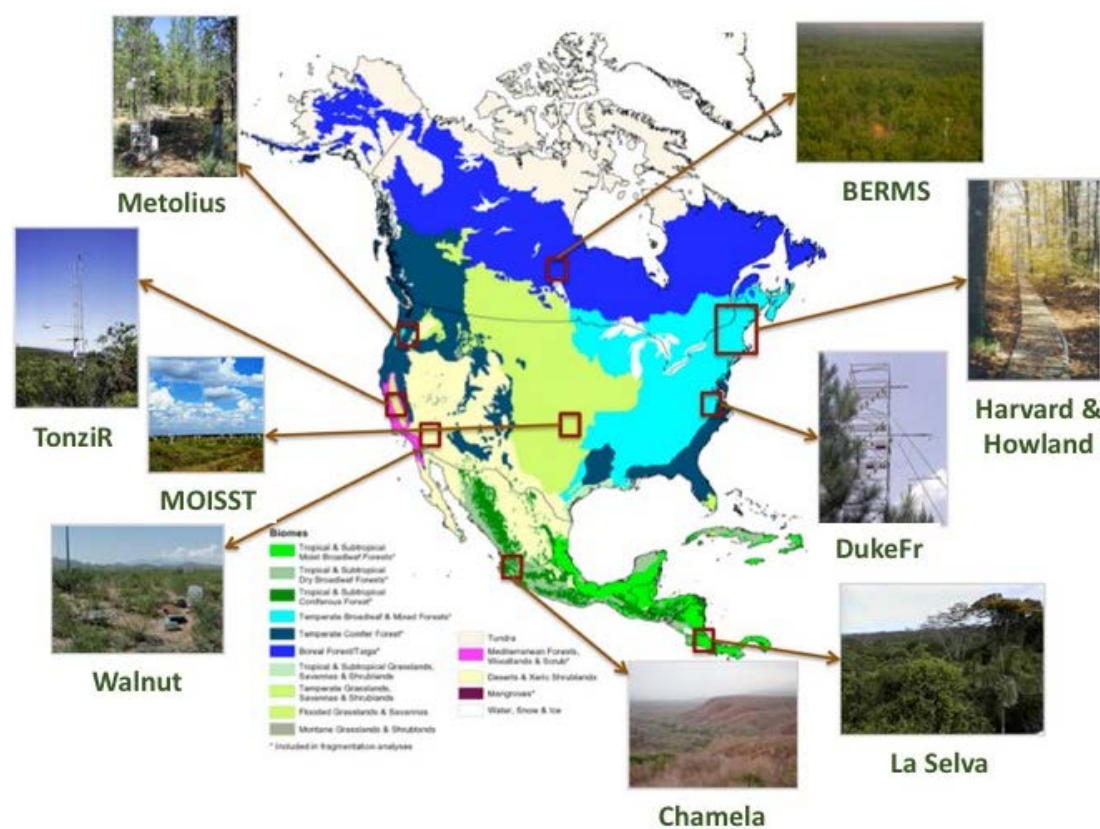 Metolius
BERMS
TonziR
MOISST
Harvard &
Howland
DukeFr
Walnut
La Selva
Chamela
Biomes
Tropical & Subtropical
Moist Broadleaf Forests*
Tropical & Subtropical
Dry Broadleaf Forests*
Tropical & Subtropical
Coniferous Forest*
Temperate Broadleaf & Mixed Forests*
Temperate Conifer Forest*
Boreal Forest/Taiga*
Tropical & Subtropical Grasslands,
Savannas & Shrublands
Temperate Grasslands,
Savannas & Shrublands
Flooded Grasslands & Savannas
Montane Grasslands & Shrublands
Tundra
Mediterranean Forests,
Woodlands & Scrub*
Deserts & Xeric Shrublands
Mangroves*
Water, Snow & Ice
* Included in fragmentation analyses